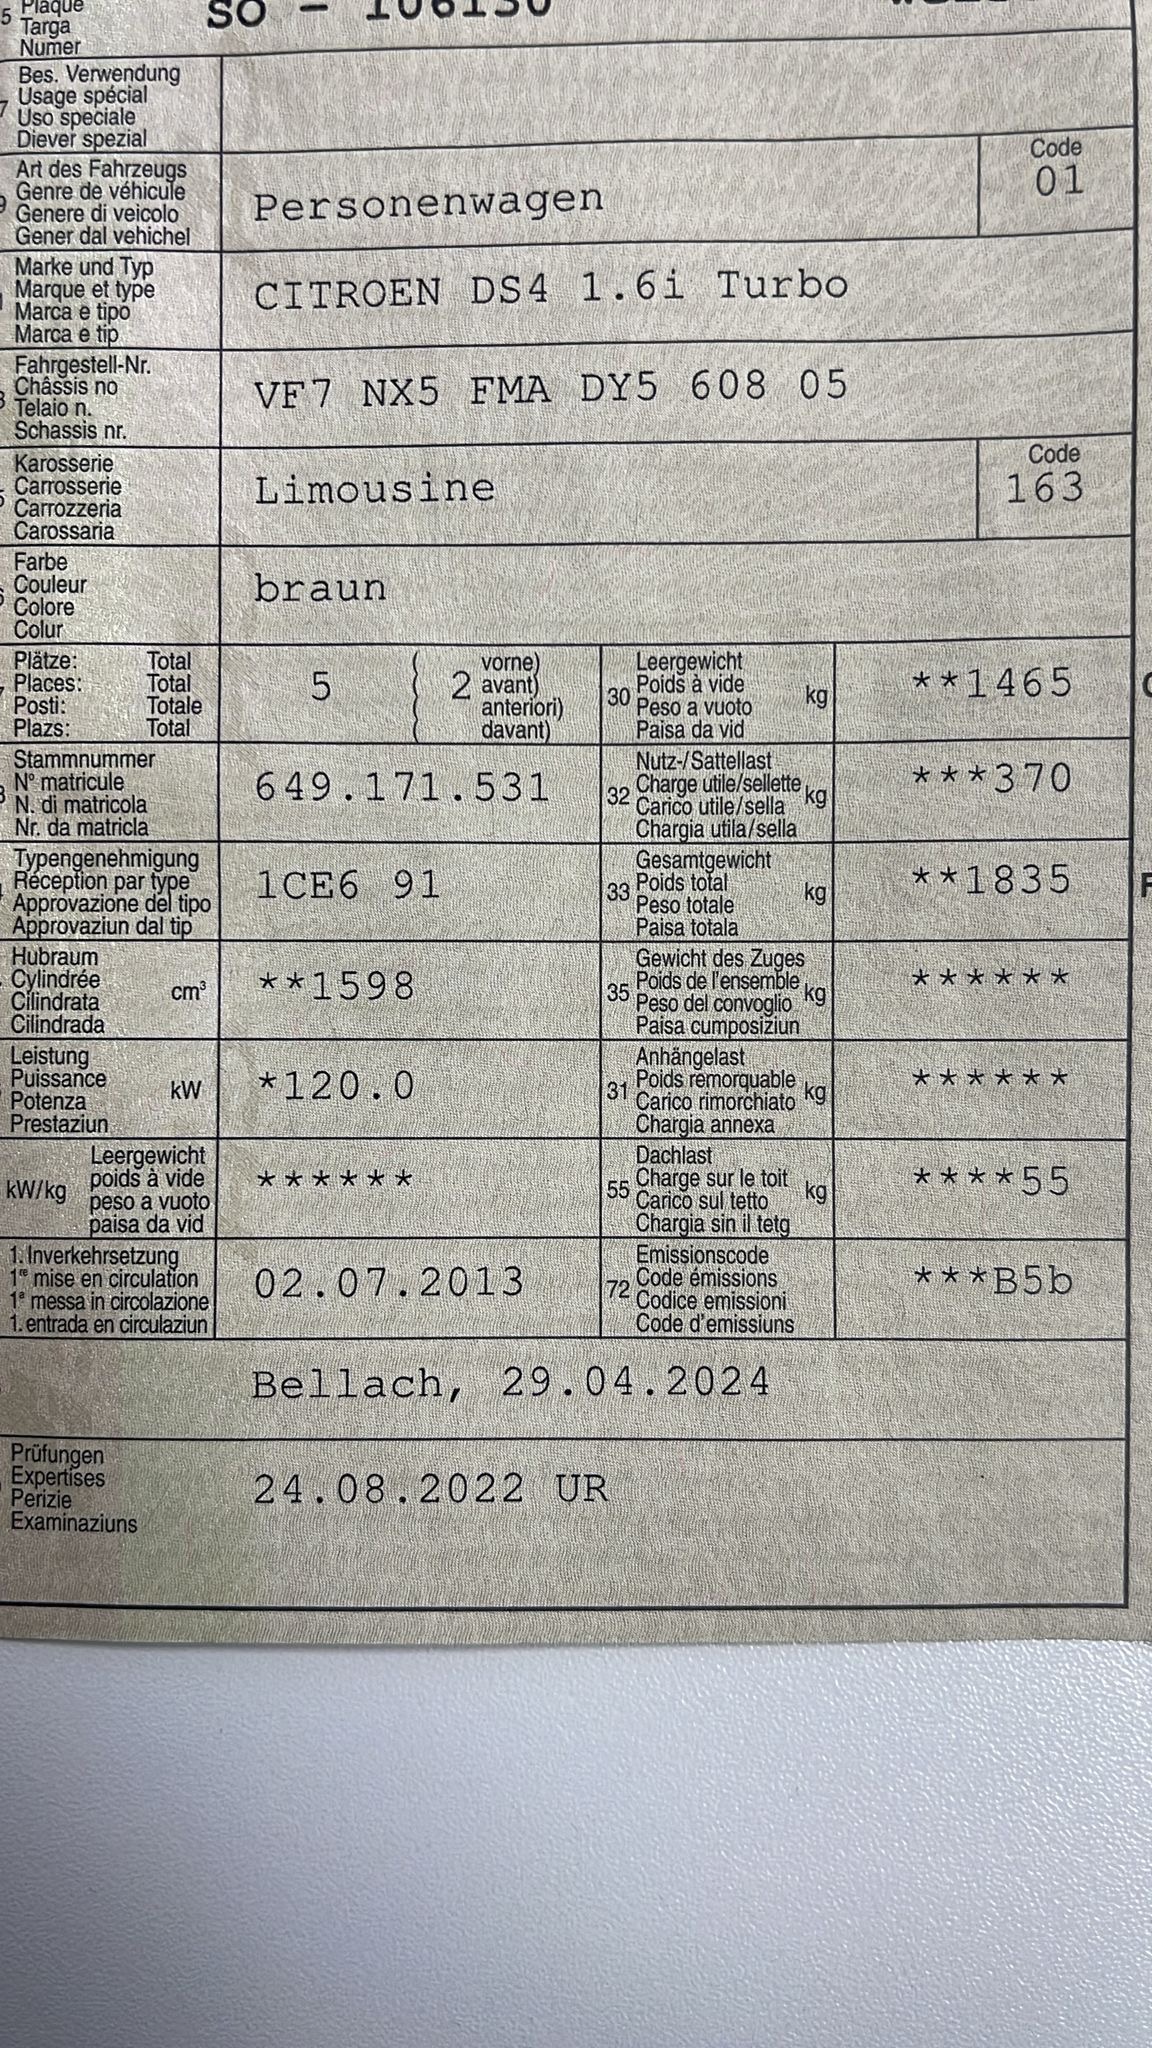 5 Plaque SO - 106130
Targa
Numer
Bes. Verwendung
7 Usage spécial
Uso speciale
Diever spezial
Art des Fahrzeugs Code
9 Genre de véhicule Personenwagen 01
Genere di veicolo
Gener dal vehichel
Marke und Typ
Marque et type CITROEN DS4 1.6i Turbo
Marca e tipo
Marca e tip
Fahrgestell-Nr.
Châssis no VF7 NX5 FMA DY5 608 05
Telaio n.
Schassis nr.
Karosserie Code
Carrosserie Limousine 163
Carrozzeria
Carossaria
Farbe
Couleur braun
Colore
Colur
Plätze: Total vorne) Leergewicht
Places: Total 5 ( 2 avant) 30 Poids à vide kg **1465
Posti: Totale anteriori) Peso a vuoto
Plazs: Total davant) Paisa da vid
Stammnummer Nutz-/Sattellast
N° matricule 649.171.531 32 Charge utile/sellette kg ***370
N. di matricola Carico utile/sella
Nr. da matricla Chargia utila/sella
Typengenehmigung Gesamtgewicht
Réception par type 1CE6 91 33 Poids total kg **1835
Approvazione del tipo Peso totale
Approvaziun dal tip Paisa totala
Hubraum Gewicht des Zuges
Cylindrée cm³ **1598 35 Poids de l'ensemble kg ******
Cilindrata Peso del convoglio
Cilindrada Paisa cumposiziun
Leistung Anhängelast
Puissance kW *120.0 31 Poids remorquable kg ******
Potenza Carico rimorchiato
Prestaziun Chargia annexa
Leergewicht Dachlast
kW/kg poids à vide ****** 55 Charge sur le toit kg ****55
peso a vuoto Carico sul tetto
paisa da vid Chargia sin il tetg
1. Inverkehrsetzung Emissionscode
1re mise en circulation 02.07.2013 72 Code émissions ***B5b
1a messa in circolazione Codice emissioni
1. entrada en circulaziun Code d'emissiuns
Bellach, 29.04.2024
Prüfungen
Expertises 24.08.2022 UR
Perizie
Examinaziuns